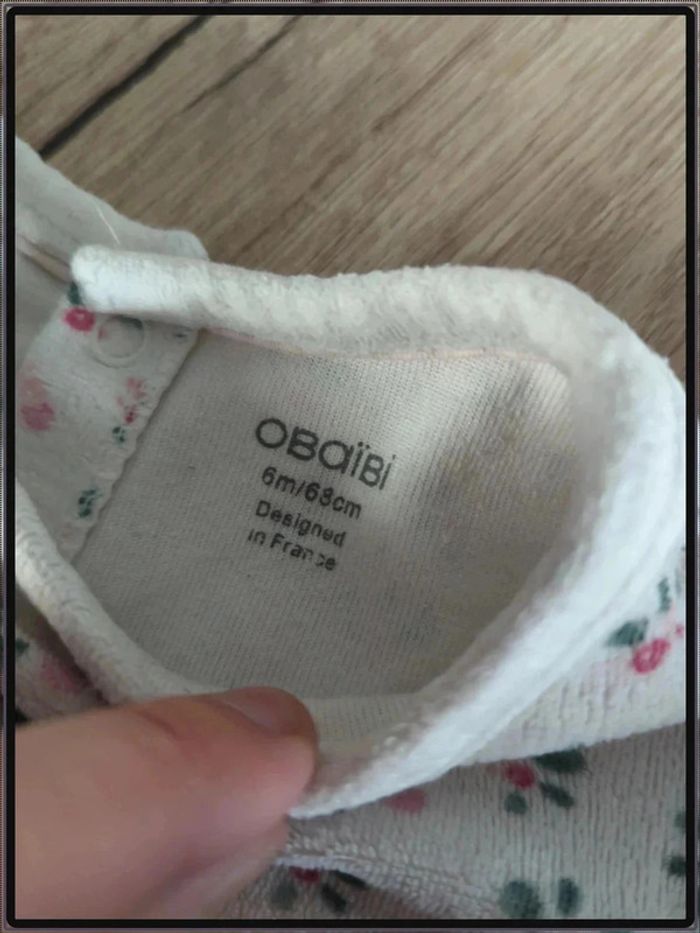 OBaïBi
6m/68cm
Designed
in France